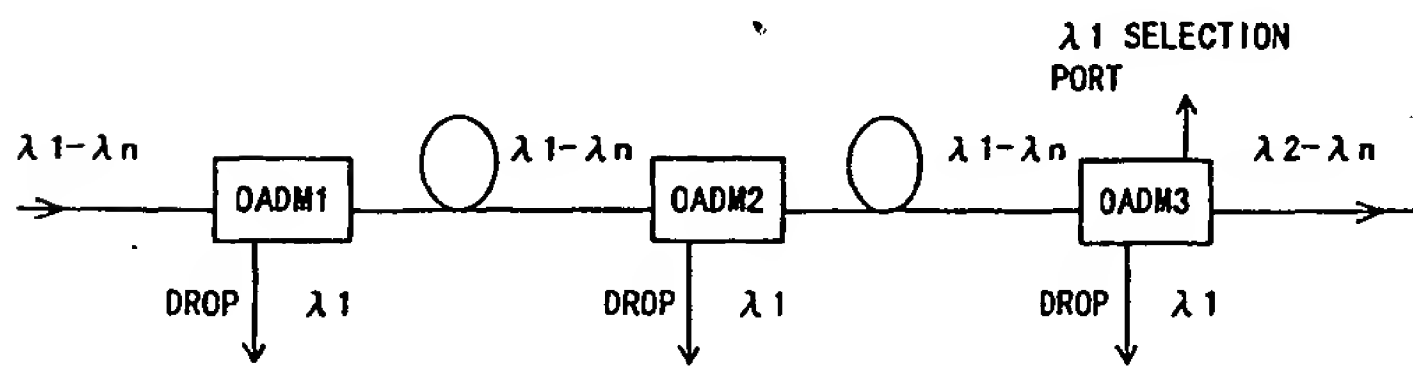 λ1 SELECTION
PORT
λ1-λn
λ1-λn
λ1-λn
λ2-λn
OADM1
OADM2
OADM3
DROP λ1
DROP λ1
DROP λ1